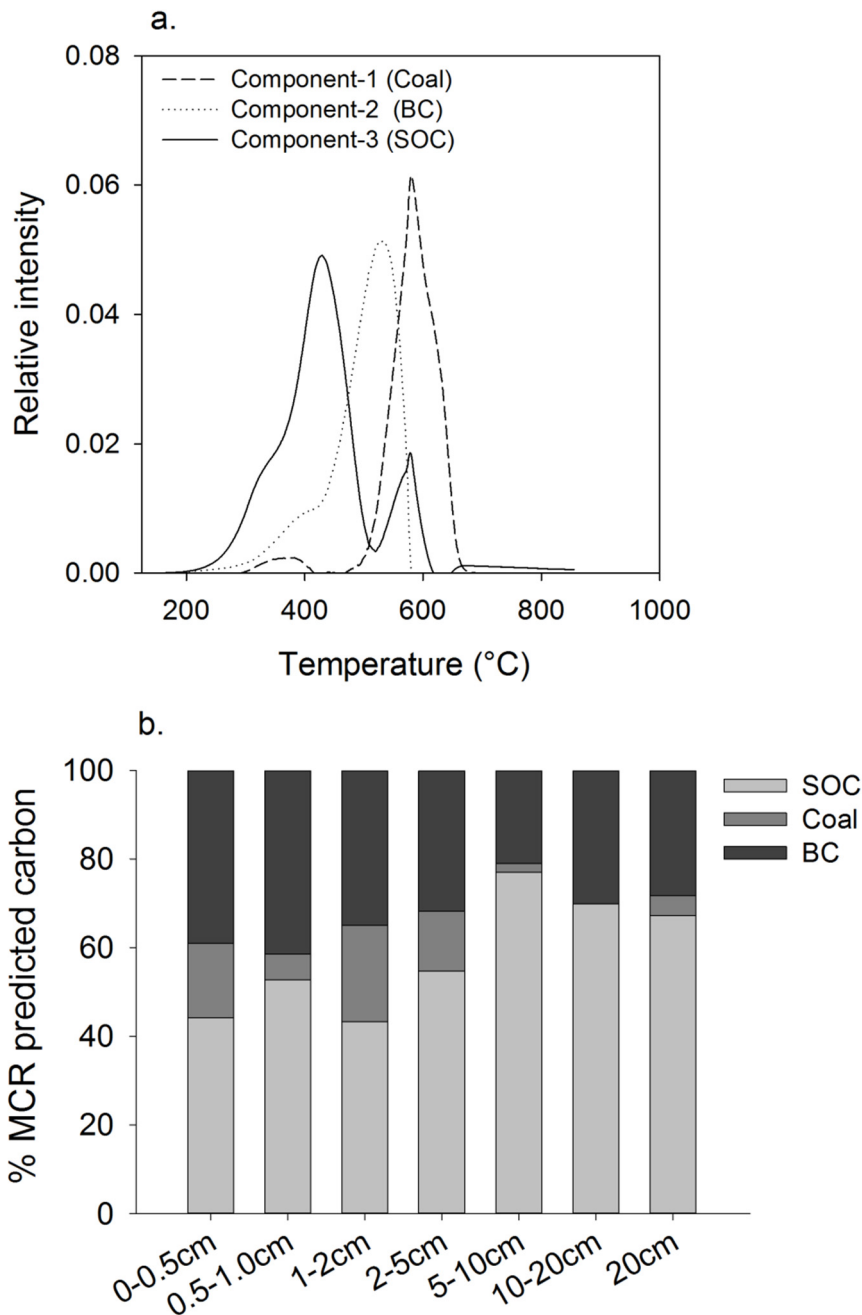 a.
0.08
Component-1 (Coal)
Component-2 (BC)
Component-3 (SOC)
0.06
0.04
0.02
0.00
Relative intensity
200 400 600 800 1000
Temperature (°C)
b.
100
80
60
40
20
0
% MCR predicted carbon
SOC
Coal
BC
0-0.5cm
0.5-1.0cm
1-2cm
2-5cm
5-10cm
10-20cm
20cm